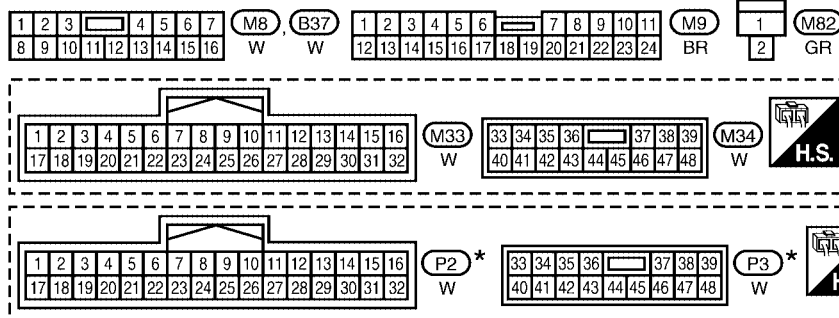 1 2 3 4 5 6 7 M8 , B37 1 2 3 4 5 6 7 8 9 10 11 M9 1 M82
8 9 10 11 12 13 14 15 16 W W 12 13 14 15 16 17 18 19 20 21 22 23 24 BR 2 GR
1 2 3 4 5 6 7 8 9 10 11 12 13 14 15 16 M33 33 34 35 36 37 38 39 M34
17 18 19 20 21 22 23 24 25 26 27 28 29 30 31 32 W 40 41 42 43 44 45 46 47 48 W H.S.
1 2 3 4 5 6 7 8 9 10 11 12 13 14 15 16 P2 * 33 34 35 36 37 38 39 P3 *
17 18 19 20 21 22 23 24 25 26 27 28 29 30 31 32 W 40 41 42 43 44 45 46 47 48 W H